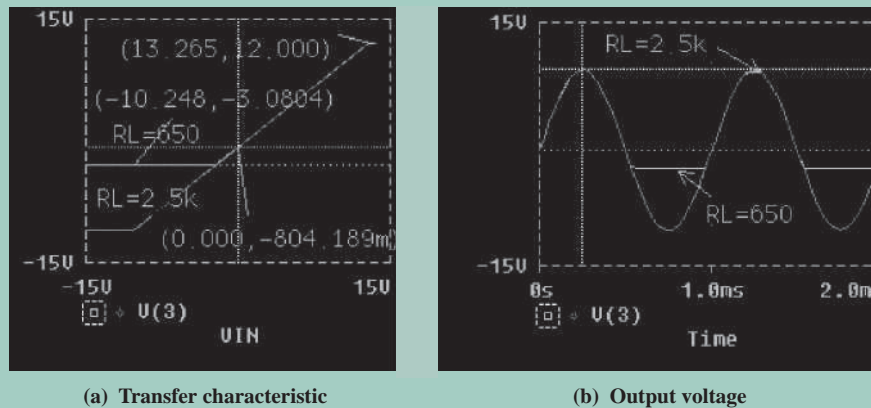 15V
(13.265,12.000)
(-10.248,-3.0804)
RL=650
RL=2.5k
(0.000,-804.189m)
-15V
-15V
15V
V(3)
VIN
(a) Transfer characteristic
15V
RL=2.5k
RL=650
-15V
0s
1.0ms
2.0m
V(3)
Time
(b) Output voltage